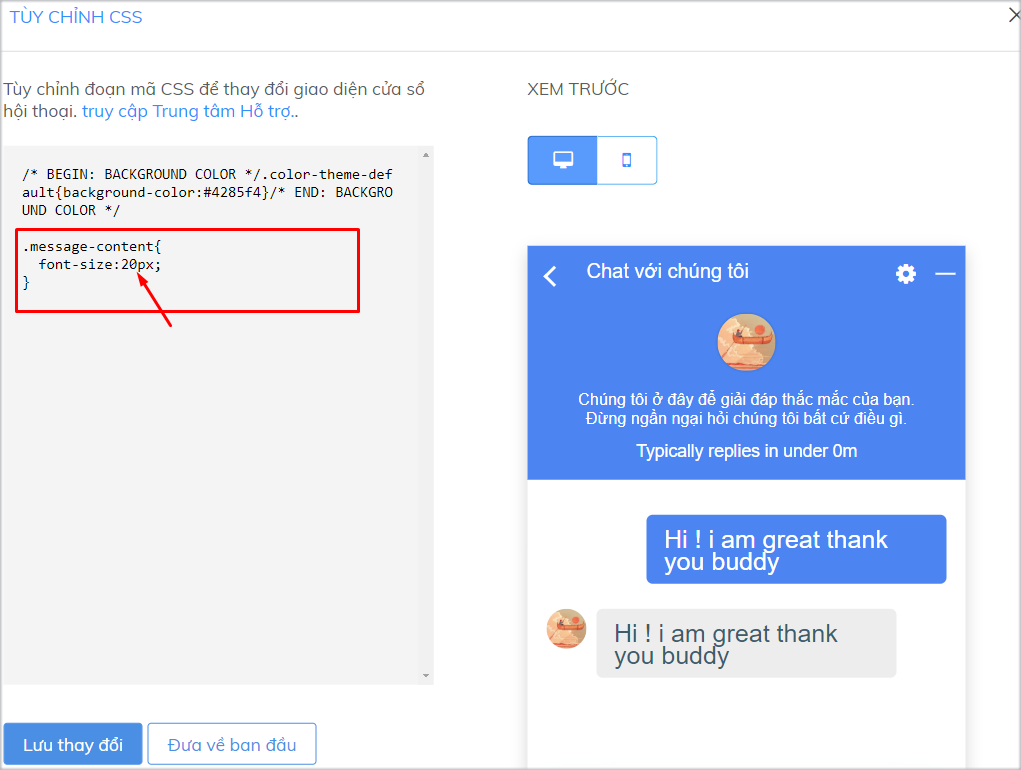 TÙY CHỈNH CSS
Tùy chỉnh đoạn mã CSS để thay đổi giao diện cửa sổ
hội thoại. truy cập Trung tâm Hỗ trợ..
/* BEGIN: BACKGROUND COLOR */.color-theme-def
ault{background-color:#4285f4}/* END: BACKGRO
UND COLOR */
.message-content{
font-size:20px;
}
Lưu thay đổi
Đưa về ban đầu
XEM TRƯỚC
Chat với chúng tôi
Chúng tôi ở đây để giải đáp thắc mắc của bạn.
Đừng ngần ngại hỏi chúng tôi bất cứ điều gì.
Typically replies in under 0m
Hi ! i am great thank
you buddy
Hi ! i am great thank
you buddy